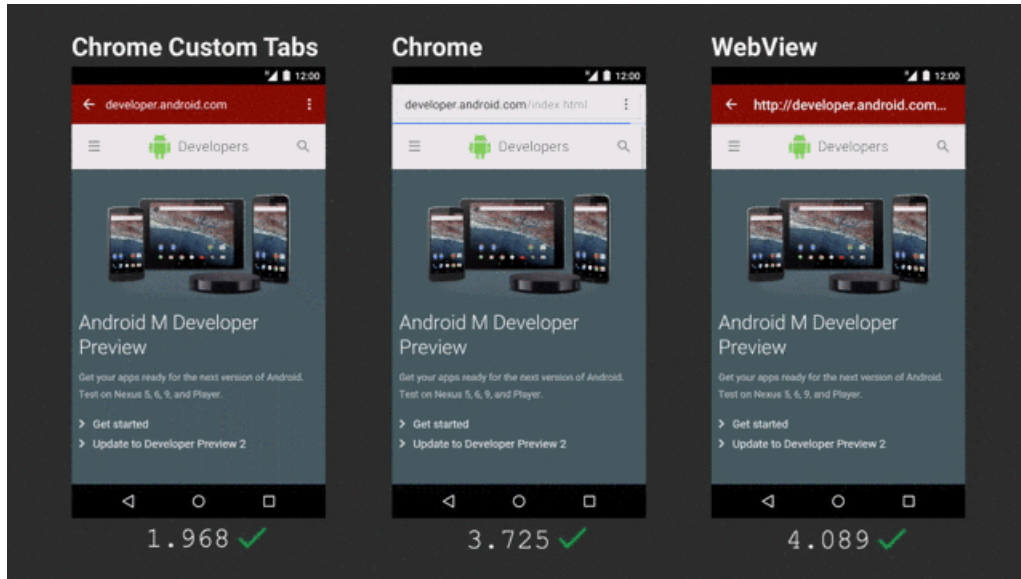 Chrome Custom Tabs
12:00
developer.android.com
Developers
Android M Developer
Preview
Get your apps ready for the next version of Android.
Test on Nexus 5, 6, 9, and Player.
Get started
Update to Developer Preview 2
1.968
Chrome
12:00
developer.android.com/index.html
Developers
Android M Developer
Preview
Get your apps ready for the next version of Android.
Test on Nexus 5, 6, 9, and Player.
Get started
Update to Developer Preview 2
3.725
WebView
12:00
http://developer.android.com...
Developers
Android M Developer
Preview
Get your apps ready for the next version of Android.
Test on Nexus 5, 6, 9, and Player.
Get started
Update to Developer Preview 2
4.089